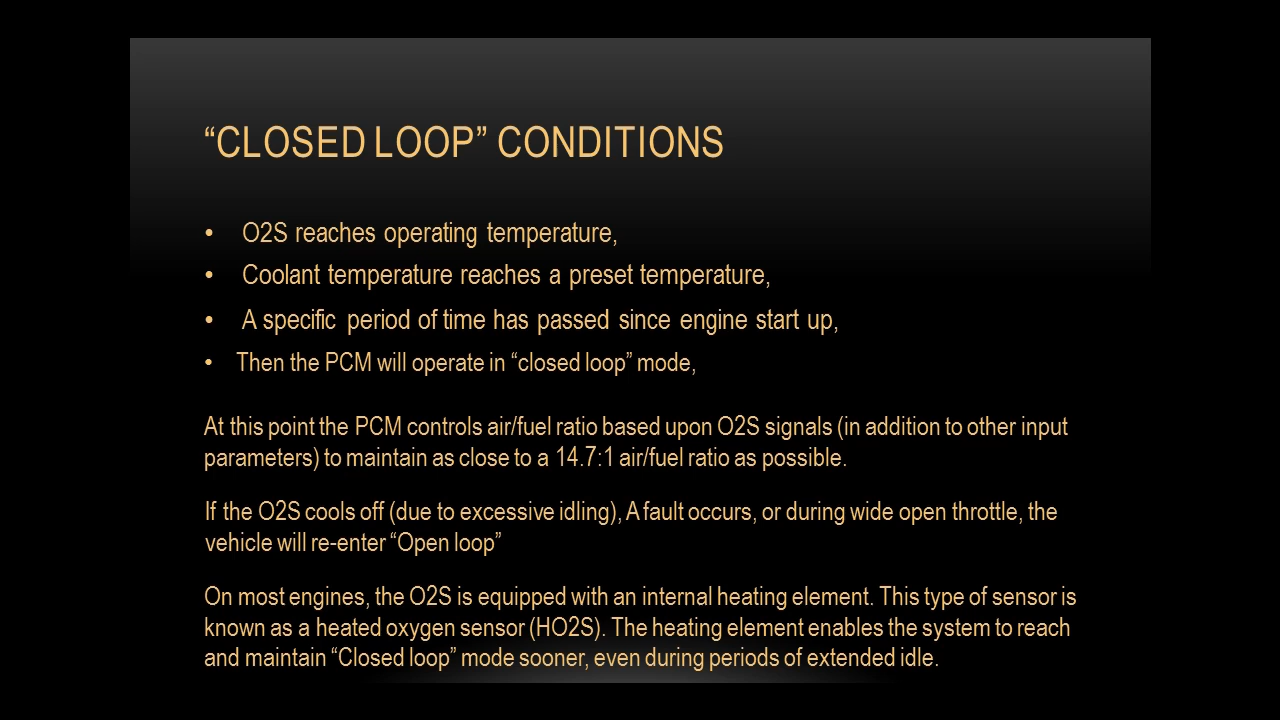 “CLOSED LOOP” CONDITIONS
• O2S reaches operating temperature,
• Coolant temperature reaches a preset temperature,
• A specific period of time has passed since engine start up,
• Then the PCM will operate in “closed loop” mode,
At this point the PCM controls air/fuel ratio based upon O2S signals (in addition to other input
parameters) to maintain as close to a 14.7:1 air/fuel ratio as possible.
If the O2S cools off (due to excessive idling), A fault occurs, or during wide open throttle, the
vehicle will re-enter “Open loop”
On most engines, the O2S is equipped with an internal heating element. This type of sensor is
known as a heated oxygen sensor (HO2S). The heating element enables the system to reach
and maintain “Closed loop” mode sooner, even during periods of extended idle.